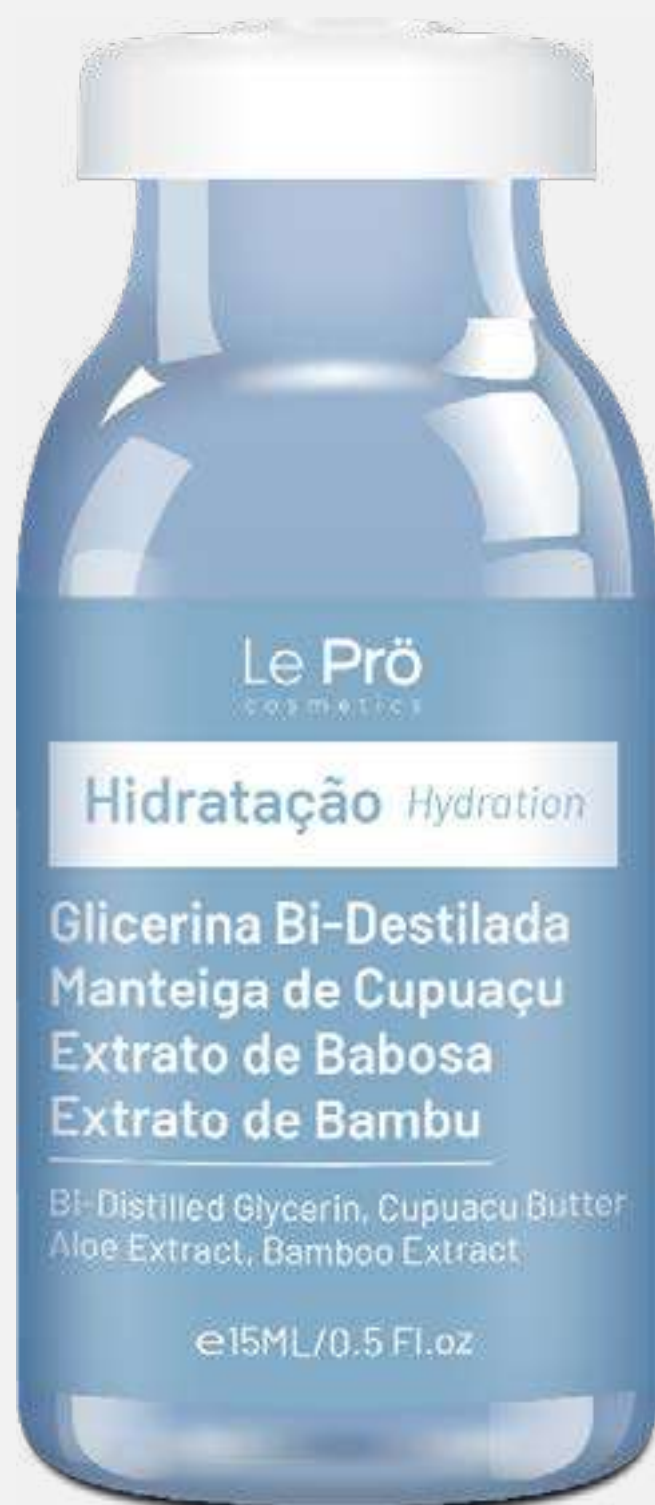 Le Prö
cosmetics
Hidratação Hydration
Glicerina Bi-Destilada
Manteiga de Cupuaçu
Extrato de Babosa
Extrato de Bambu
Bi-Distilled Glycerin, Cupuacu Butter
Aloe Extract, Bamboo Extract
℮15ML/0.5 Fl.oz